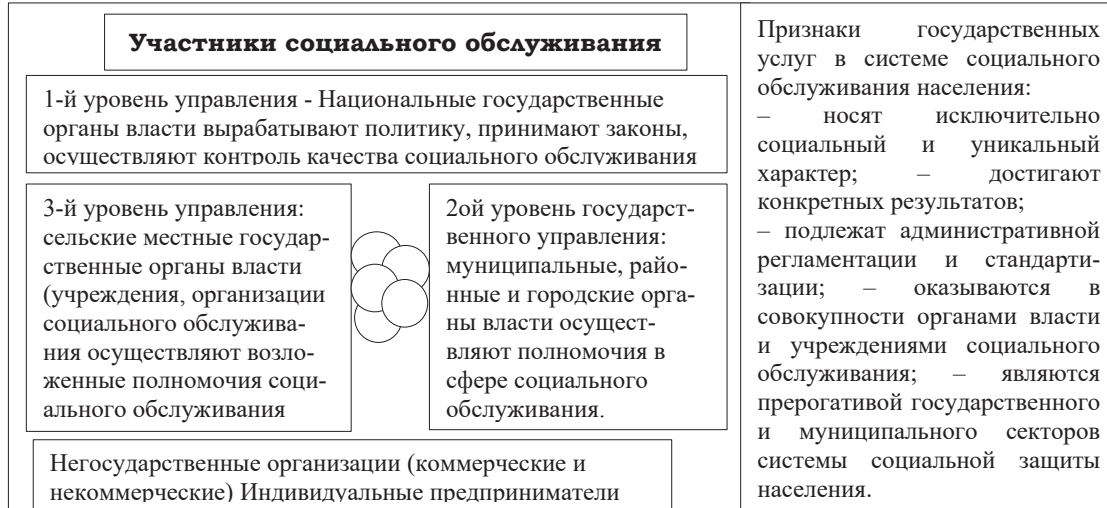 Участники социального обслуживания
1-й уровень управления - Национальные государственные
органы власти вырабатывают политику, принимают законы,
осуществляют контроль качества социального обслуживания
3-й уровень управления:
сельские местные государ-
ственные органы власти
(учреждения, организации
социального обслужива-
ния осуществляют возло-
женные полномочия соци-
ального обслуживания
2ой уровень государст-
венного управления:
муниципальные, райо-
нные и городские орга-
ны власти осущест-
вляют полномочия в
сфере социального
обслуживания.
Негосударственные организации (коммерческие и
некоммерческие) Индивидуальные предприниматели
Признаки государственных
услуг в системе социального
обслуживания населения:
– носят исключительно
социальный и уникальный
характер; – достигают
конкретных результатов;
– подлежат административной
регламентации и стандарти-
зации; – оказываются в
совокупности органами власти
и учреждениями социального
обслуживания; – являются
прерогативой государственного
и муниципального секторов
системы социальной защиты
населения.